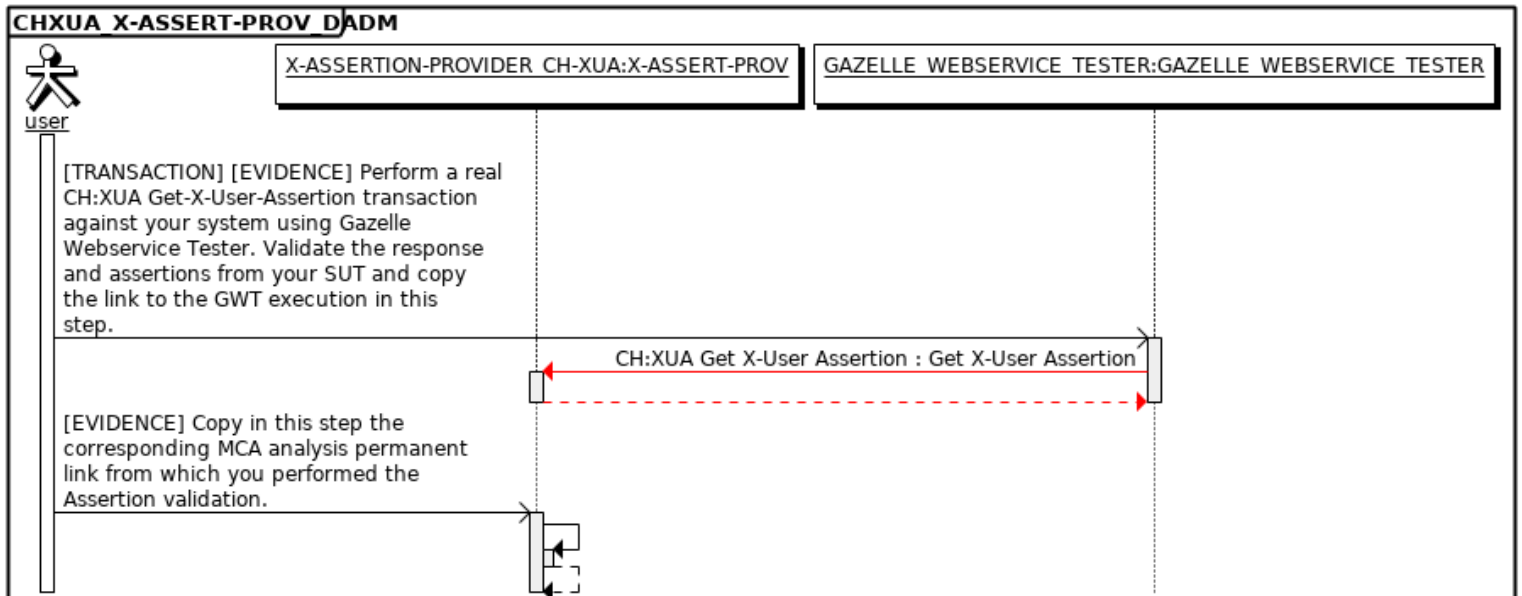 CHXUA_X-ASSERT-PROV_DADM
user
X-ASSERTION-PROVIDER_CH-XUA:X-ASSERT-PROV
GAZELLE_WEBSERVICE_TESTER:GAZELLE_WEBSERVICE_TESTER
[TRANSACTION] [EVIDENCE] Perform a real
CH:XUA Get-X-User-Assertion transaction
against your system using Gazelle
Webservice Tester. Validate the response
and assertions from your SUT and copy
the link to the GWT execution in this
step.
CH:XUA Get X-User Assertion : Get X-User Assertion
[EVIDENCE] Copy in this step the
corresponding MCA analysis permanent
link from which you performed the
Assertion validation.